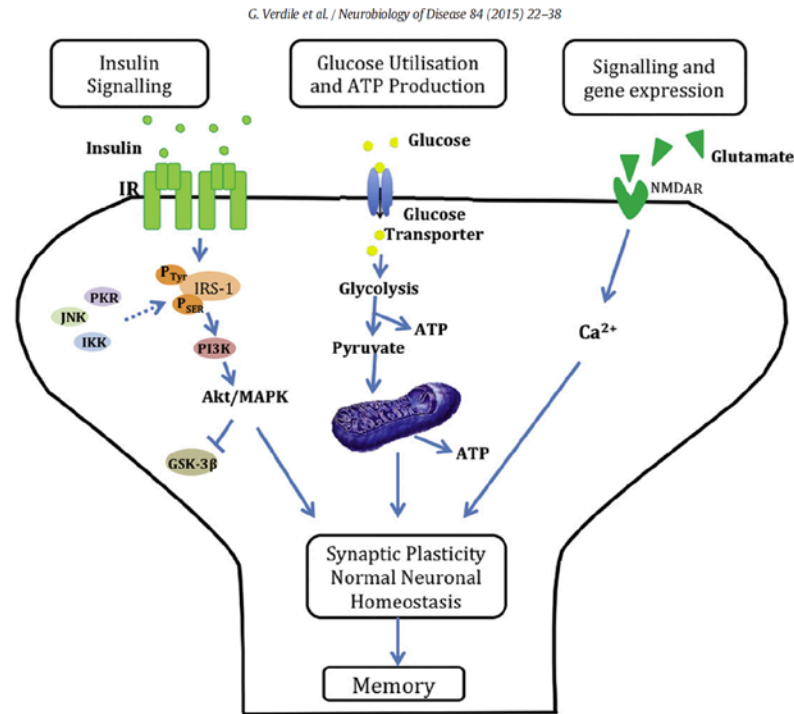 G. Verdile et al. / Neurobiology of Disease 84 (2015) 22–38
Insulin
Signalling
Glucose Utilisation
and ATP Production
Signalling and
gene expression
Insulin
Glucose
Glutamate
IR
NMDAR
Glucose
Transporter
P Tyr
IRS-1
P SER
PKR
JNK
IKK
Glycolysis
ATP
Pyruvate
Ca²⁺
PI3K
Akt/MAPK
ATP
GSK-3β
Synaptic Plasticity
Normal Neuronal
Homeostasis
Memory